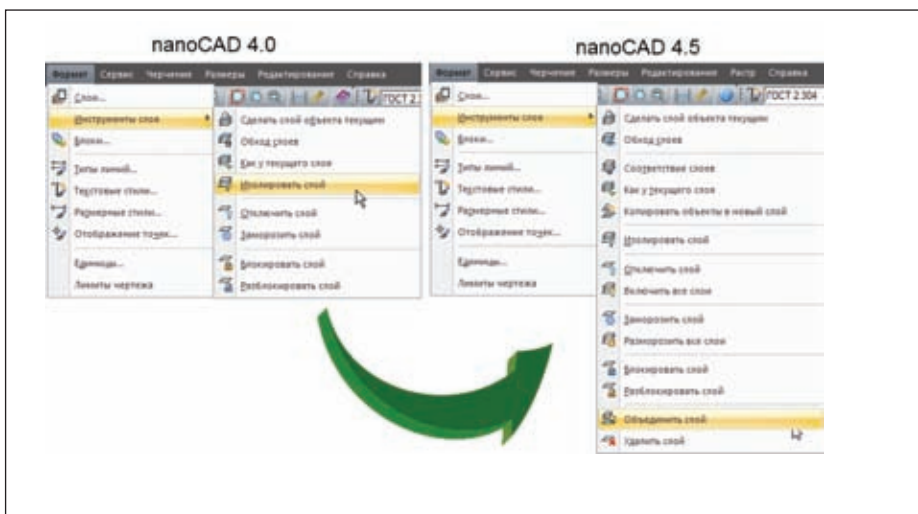 nanoCAD 4.0
Формат Сервис Черчение Размеры Редактирование Справка
ГОСТ 2.
Слои...
Инструменты слоя
Блоки...
Типы линий...
Текстовые стили...
Размерные стили...
Отображение точек...
Единицы...
Лимиты чертежа
Сделать слой объекта текущим
Обход слоев
Как у текущего слоя
Изолировать слой
Отключить слой
Заморозить слой
Блокировать слой
Разблокировать слой
nanoCAD 4.5
Формат Сервис Черчение Размеры Редактирование Растр Справка
ГОСТ 2.304
Слои...
Инструменты слоя
Блоки...
Типы линий...
Текстовые стили...
Размерные стили...
Отображение точек...
Единицы...
Лимиты чертежа
Сделать слой объекта текущим
Обход слоев
Соответствие слоев
Как у текущего слоя
Копировать объекты в новый слой
Изолировать слой
Отключить слой
Включить все слои
Заморозить слой
Разморозить все слои
Блокировать слой
Разблокировать слой
Объединить слой
Удалить слой